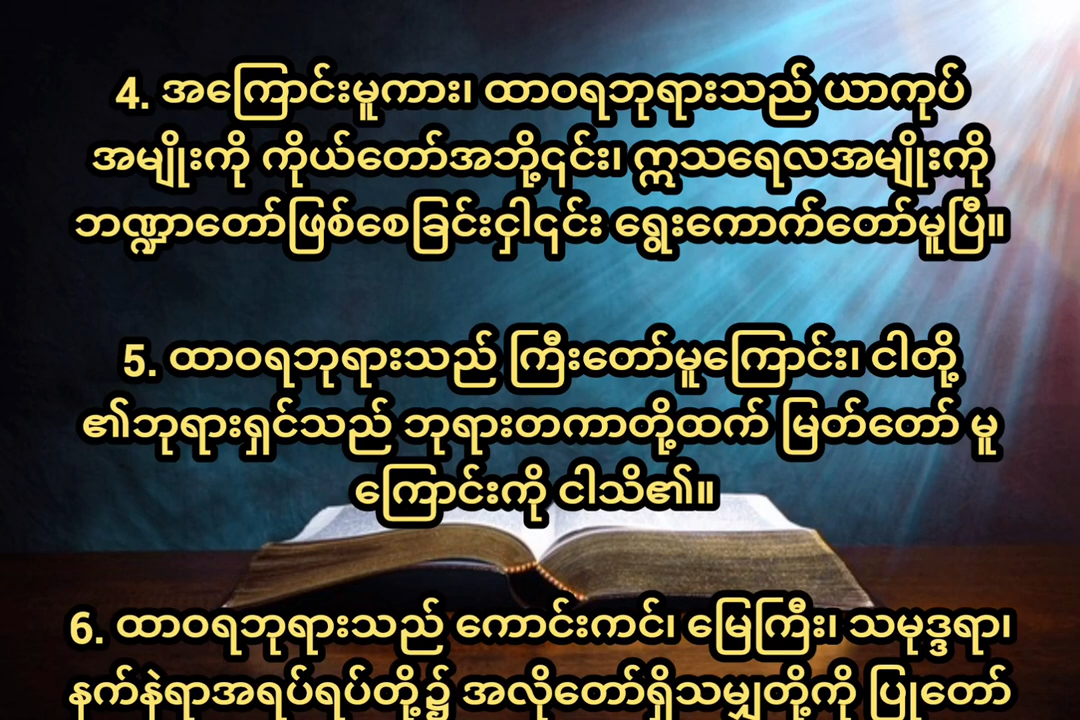 4. အကြောင်းမူကား၊ ထာဝရဘုရားသည် ယာကုပ်
အမျိုးကို ကိုယ်တော်အဘို့၎င်း၊ ဣသရေလအမျိုးကို
ဘဏ္ဍာတော်ဖြစ်စေခြင်းငှါ၎င်း ရွေးကောက်တော်မူပြီ။
5. ထာဝရဘုရားသည် ကြီးတော်မူကြောင်း၊ ငါတို့
၏ဘုရားရှင်သည် ဘုရားတကာတို့ထက် မြတ်တော် မူ
ကြောင်းကို ငါသိ၏။
6. ထာဝရဘုရားသည် ကောင်းကင်၊ မြေကြီး၊ သမုဒ္ဒရာ၊
နက်နဲရာအရပ်ရပ်တို့၌ အလိုတော်ရှိသမျှတို့ကို ပြုတော်